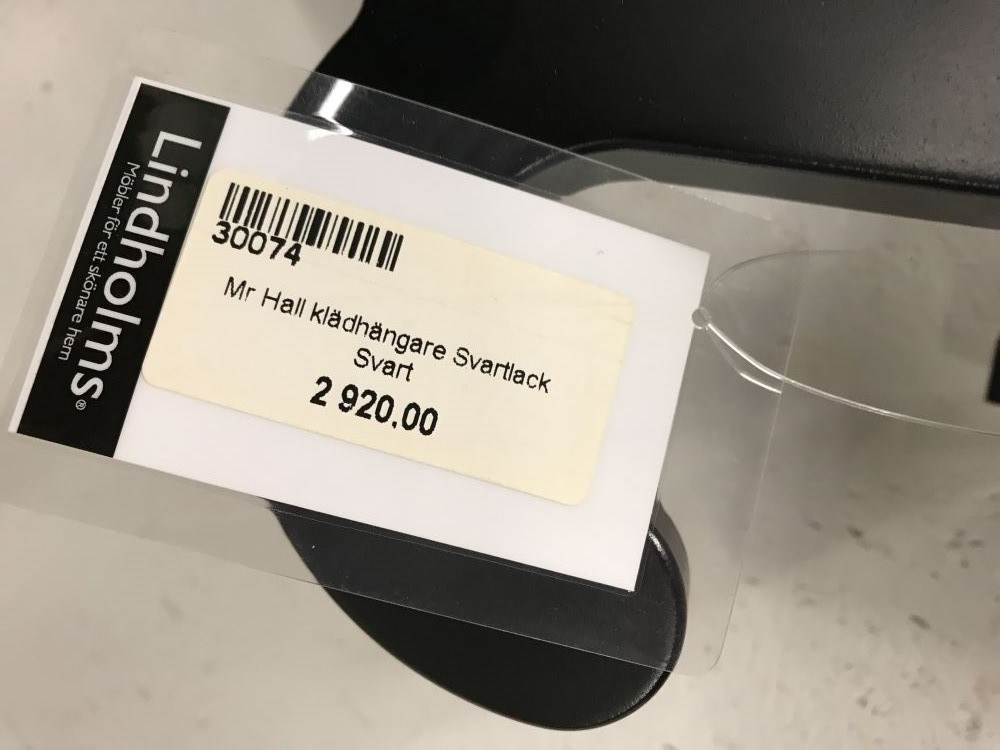 Lindholms®
Möbler för ett skönare hem
30074
Mr Hall klädhängare Svartlack
Svart
2 920,00